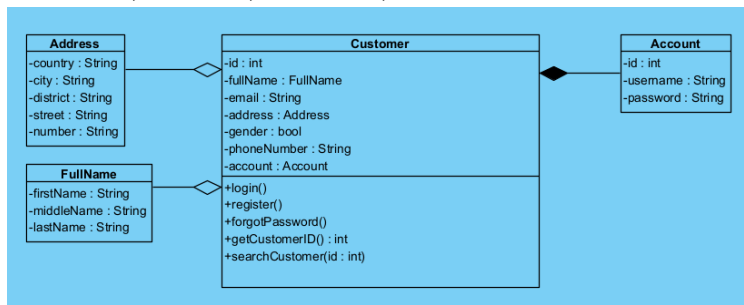 Address
-country : String
-city : String
-district : String
-street : String
-number : String
FullName
-firstName : String
-middleName : String
-lastName : String
Customer
-id : int
-fullName : FullName
-email : String
-address : Address
-gender : bool
-phoneNumber : String
-account : Account
+login()
+register()
+forgotPassword()
+getCustomerID() : int
+searchCustomer(id : int)
Account
-id : int
-username : String
-password : String